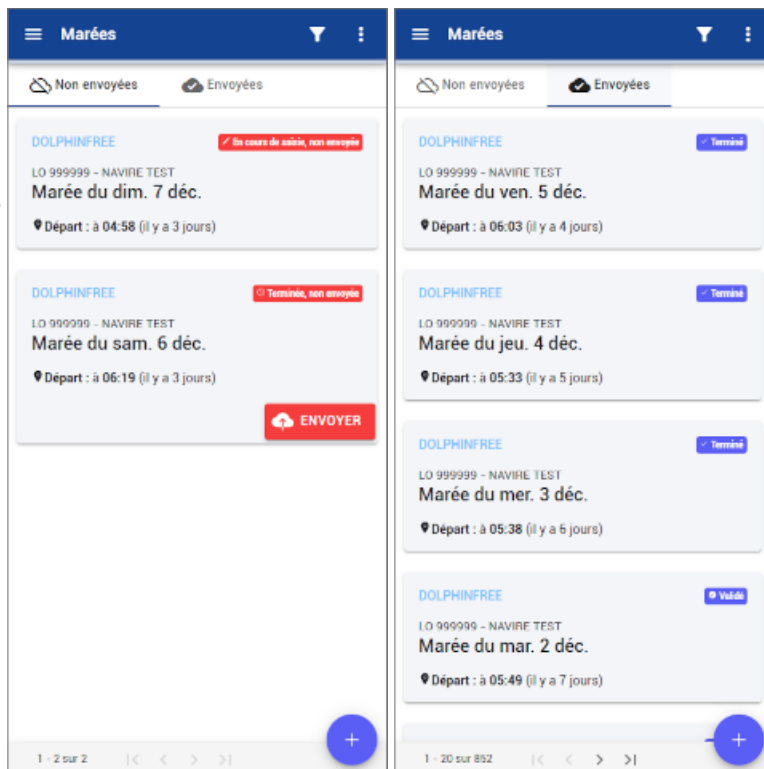 Marées
Non envoyées
Envoyées
DOLPHINFREE
En cours de saisie, non envoyée
LO 999999 - NAVIRE TEST
Marée du dim. 7 déc.
Départ : à 04:58 (il y a 3 jours)
DOLPHINFREE
Terminée, non envoyée
LO 999999 - NAVIRE TEST
Marée du sam. 6 déc.
Départ : à 06:19 (il y a 3 jours)
ENVOYER
1 - 2 sur 2
Marées
Non envoyées
Envoyées
DOLPHINFREE
Terminé
LO 999999 - NAVIRE TEST
Marée du ven. 5 déc.
Départ : à 06:03 (il y a 4 jours)
DOLPHINFREE
Terminé
LO 999999 - NAVIRE TEST
Marée du jeu. 4 déc.
Départ : à 05:33 (il y a 5 jours)
DOLPHINFREE
Terminé
LO 999999 - NAVIRE TEST
Marée du mer. 3 déc.
Départ : à 05:38 (il y a 6 jours)
DOLPHINFREE
Validé
LO 999999 - NAVIRE TEST
Marée du mar. 2 déc.
Départ : à 05:49 (il y a 7 jours)
1 - 20 sur 862